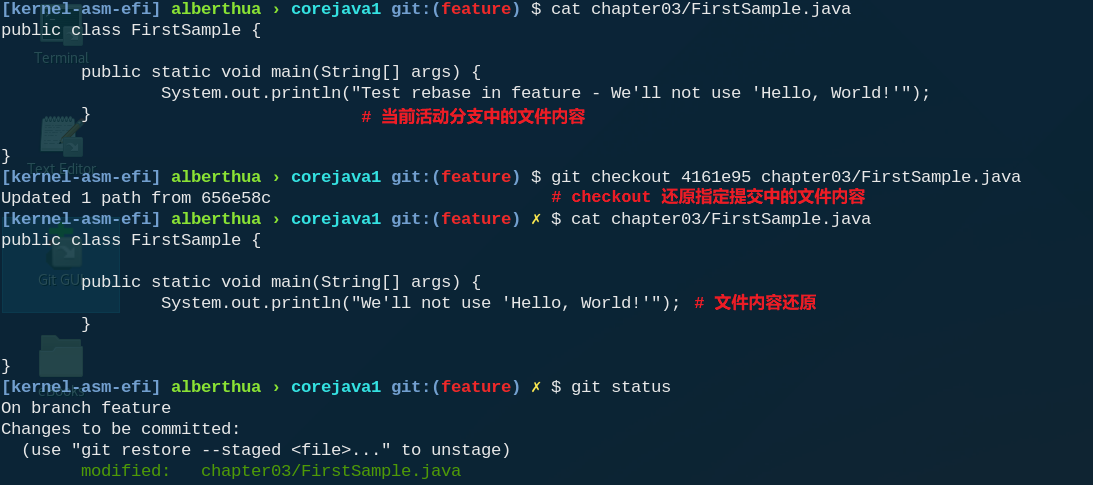 [kernel-asm-efi] alberthua › corejava1 git:(feature) $ cat chapter03/FirstSample.java
public class FirstSample {
Terminal
public static void main(String[] args) {
System.out.println("Test rebase in feature - We'll not use 'Hello, World!'");
} # 当前活动分支中的文件内容
}
Text Editor
[kernel-asm-efi] alberthua › corejava1 git:(feature) $ git checkout 4161e95 chapter03/FirstSample.java
Updated 1 path from 656e58c # checkout 还原指定提交中的文件内容
[kernel-asm-efi] alberthua › corejava1 git:(feature) ✗ $ cat chapter03/FirstSample.java
public class FirstSample {
Git GUI
public static void main(String[] args) {
System.out.println("We'll not use 'Hello, World!'"); # 文件内容还原
}
}
[kernel-asm-efi] alberthua › corejava1 git:(feature) ✗ $ git status
eBooks
On branch feature
Changes to be committed:
(use "git restore --staged <file>..." to unstage)
modified: chapter03/FirstSample.java